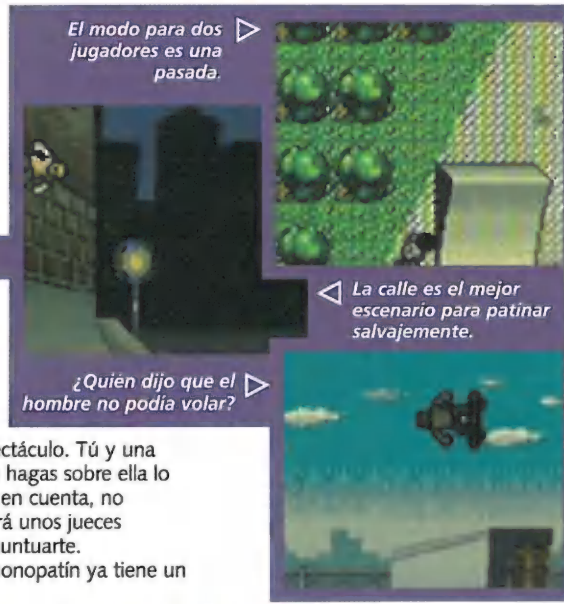 El modo para dos
jugadores es una
pasada.
La calle es el mejor
escenario para patinar
salvajemente.
¿Quién dijo que el
hombre no podía volar?
ctáculo. Tú y una
hagas sobre ella lo
en cuenta, no
rá unos jueces
untuarte.
onopatín ya tiene un